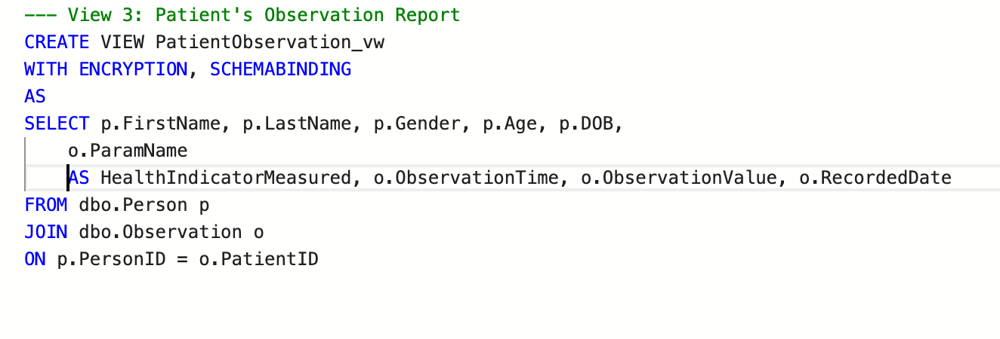 --- View 3: Patient's Observation Report
CREATE VIEW PatientObservation_vw
WITH ENCRYPTION, SCHEMABINDING
AS
SELECT p.FirstName, p.LastName, p.Gender, p.Age, p.DOB,
    o.ParamName
    AS HealthIndicatorMeasured, o.ObservationTime, o.ObservationValue, o.RecordedDate
FROM dbo.Person p
JOIN dbo.Observation o
ON p.PersonID = o.PatientID